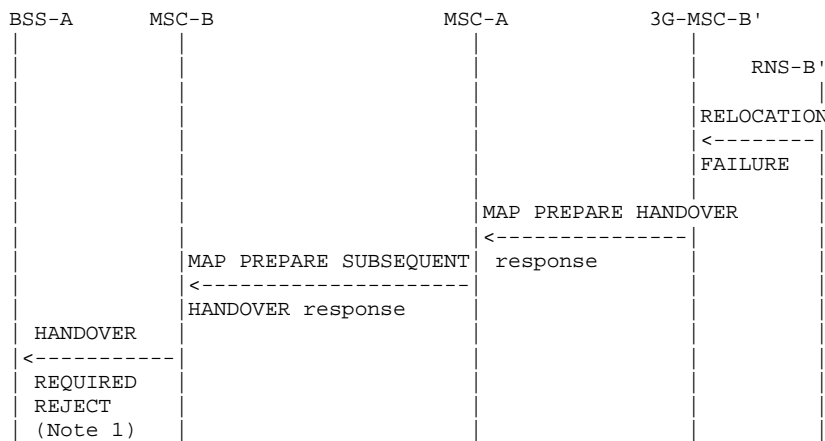 BSS-A MSC-B MSC-A 3G-MSC-B'
RNS-B'
RELOCATION
FAILURE
MAP PREPARE HANDOVER
MAP PREPARE SUBSEQUENT response
HANDOVER response
HANDOVER
REQUIRED
REJECT
(Note 1)